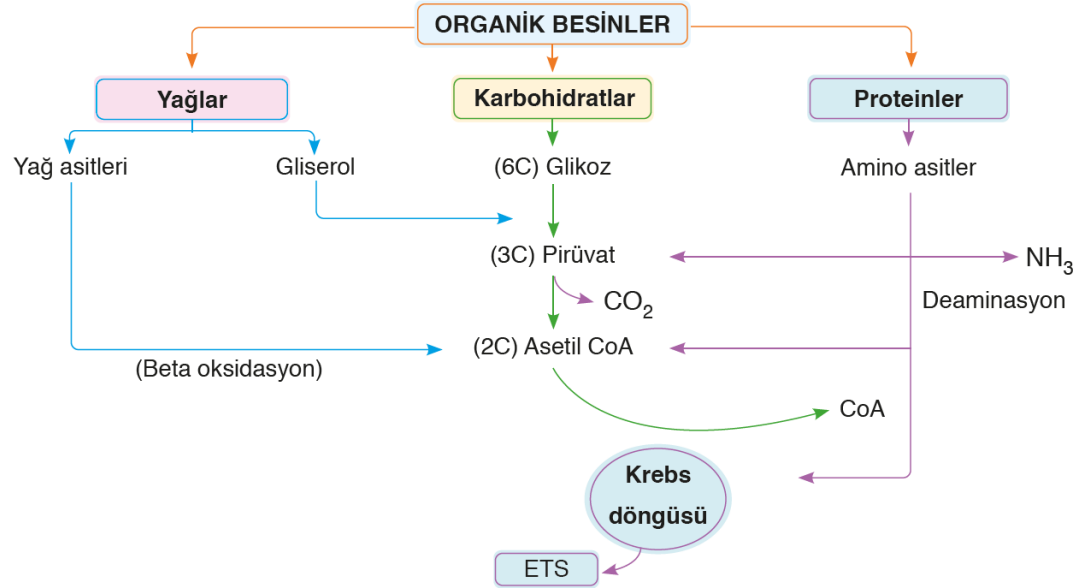 ORGANİK BESİNLER
Yağlar
Karbohidratlar
Proteinler
Yağ asitleri
Gliserol
(6C) Glikoz
Amino asitler
(3C) Pirüvat
NH₃
CO₂
Deaminasyon
(2C) Asetil CoA
(Beta oksidasyon)
CoA
Krebs
döngüsü
ETS